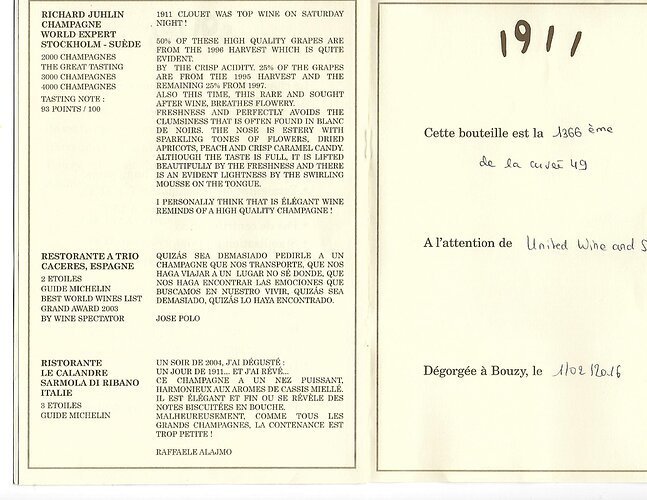 RICHARD JUHLIN
CHAMPAGNE
WORLD EXPERT
STOCKHOLM - SUÈDE
2000 CHAMPAGNES
THE GREAT TASTING
3000 CHAMPAGNES
4000 CHAMPAGNES
TASTING NOTE :
93 POINTS / 100
1911 CLOUET WAS TOP WINE ON SATURDAY
NIGHT !
50% OF THESE HIGH QUALITY GRAPES ARE
FROM THE 1996 HARVEST WHICH IS QUITE
EVIDENT.
BY THE CRISP ACIDITY. 25% OF THE GRAPES
ARE FROM THE 1995 HARVEST AND THE
REMAINING 25% FROM 1997.
ALSO THIS TIME, THIS RARE AND SOUGHT
AFTER WINE, BREATHES FLOWERY.
FRESHNESS AND PERFECTLY AVOIDS THE
CLUMSINESS THAT IS OFTEN FOUND IN BLANC
DE NOIRS. THE NOSE IS ESTERY WITH
SPARKLING TONES OF FLOWERS, DRIED
APRICOTS, PEACH AND CRISP CARAMEL CANDY.
ALTHOUGH THE TASTE IS FULL, IT IS LIFTED
BEAUTIFULLY BY THE FRESHNESS AND THERE
IS AN EVIDENT LIGHTNESS BY THE SWIRLING
MOUSSE ON THE TONGUE.
I PERSONALLY THINK THAT IS ÉLÉGANT WINE
REMINDS OF A HIGH QUALITY CHAMPAGNE !
RESTORANTE A TRIO
CACERES, ESPAGNE
2 ETOILES
GUIDE MICHELIN
BEST WORLD WINES LIST
GRAND AWARD 2003
BY WINE SPECTATOR
QUIZÁS SEA DEMASIADO PEDIRLE A UN
CHAMPAGNE QUE NOS TRANSPORTE, QUE NOS
HAGA VIAJAR A UN LUGAR NO SÉ DONDE, QUE
NOS HAGA ENCONTRAR LAS EMOCIONES QUE
BUSCAMOS EN NUESTRO VIVIR, QUIZÁS SEA
DEMASIADO, QUIZÁS LO HAYA ENCONTRADO.
JOSE POLO
RISTORANTE
LE CALANDRE
SARMOLA DI RIBANO
ITALIE
3 ETOILES
GUIDE MICHELIN
UN SOIR DE 2004, J'AI DÉGUSTÉ :
UN JOUR DE 1911... ET J'AI RÊVÉ...
CE CHAMPAGNE A UN NEZ PUISSANT,
HARMONIEUX AUX AROMES DE CASSIS MIELLÉ.
IL EST ÉLÉGANT ET FIN OU SE RÉVÈLE DES
NOTES BISCUITÉES EN BOUCHE.
MALHEUREUSEMENT, COMME TOUS LES
GRANDS CHAMPAGNES, LA CONTENANCE EST
TROP PETITE !
RAFFAELE ALAJMO
1911
Cette bouteille est la 1366 ème
de la cuvée 49
A l'attention de United Wine and S
Dégorgée à Bouzy, le 1/02/2016